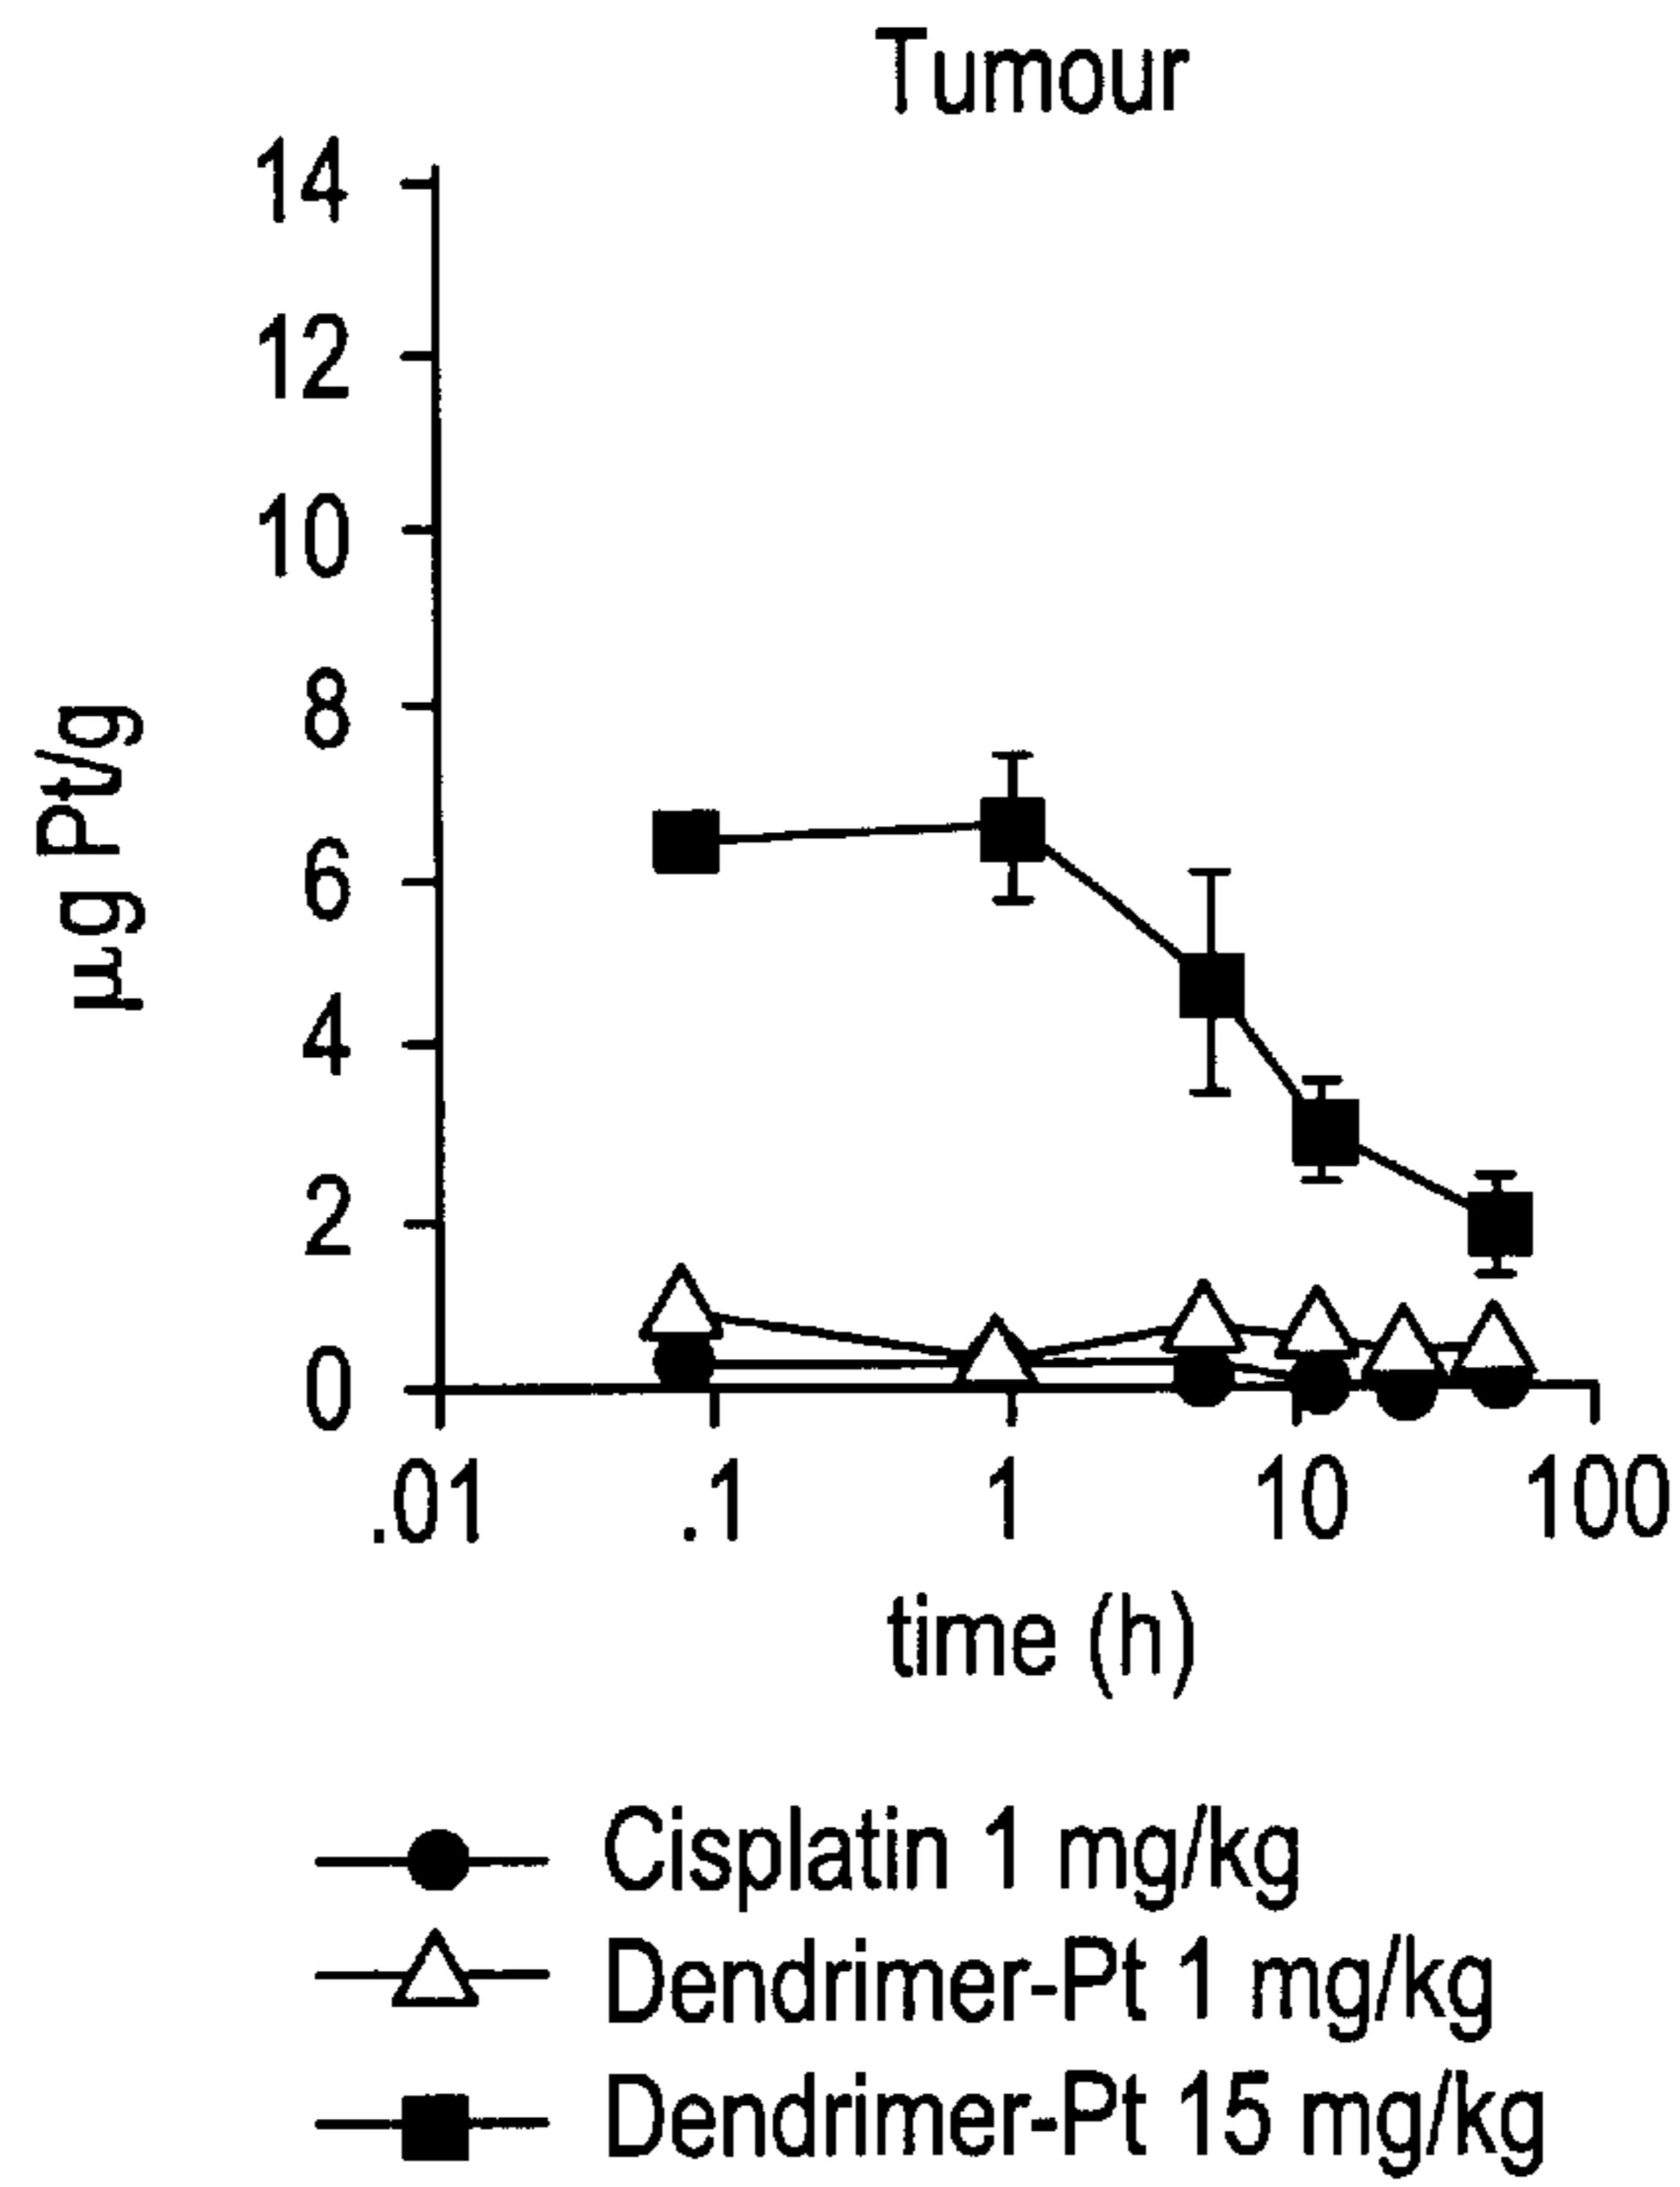 Tumour
14
12
10
8
6
4
2
0
µg Pt/g
.01 .1 1 10 100
time (h)
Cisplatin 1 mg/kg
Dendrimer-Pt 1 mg/kg
Dendrimer-Pt 15 mg/kg